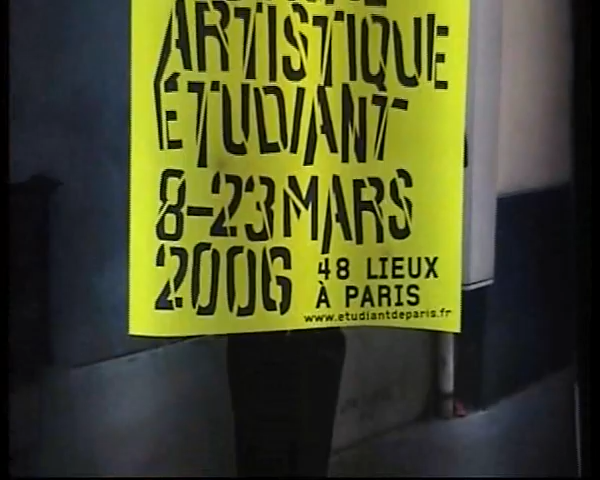 ARTISTIQUE
ÉTUDIANT
8-23 MARS
2006
48 LIEUX
À PARIS
www.etudiantdeparis.fr